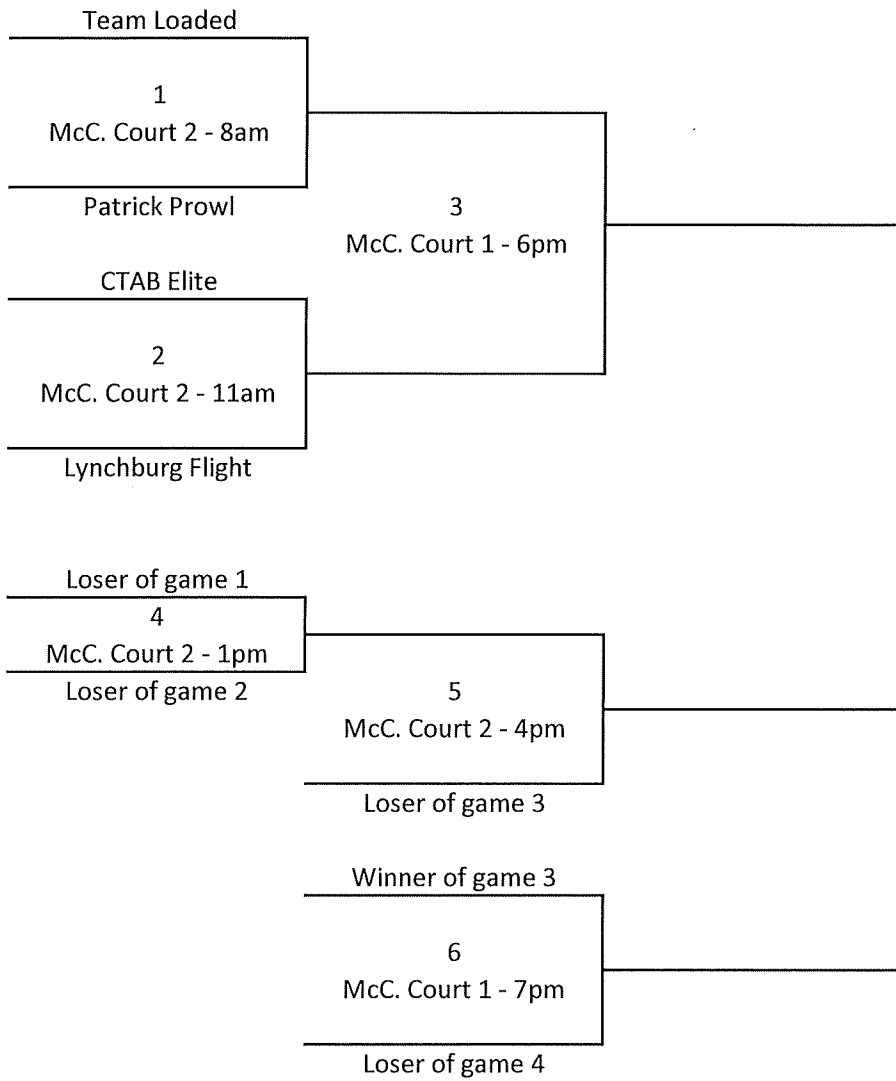 Team Loaded
1
McC. Court 2 - 8am
Patrick Prowl
3
McC. Court 1 - 6pm
CTAB Elite
2
McC. Court 2 - 11am
Lynchburg Flight
Loser of game 1
4
McC. Court 2 - 1pm
Loser of game 2
5
McC. Court 2 - 4pm
Loser of game 3
Winner of game 3
6
McC. Court 1 - 7pm
Loser of game 4